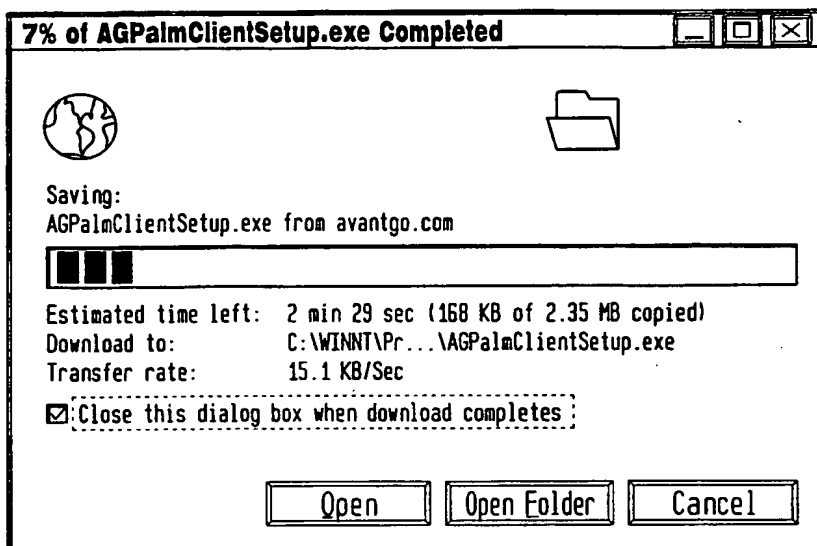 7% of AGPalmClientSetup.exe Completed
Saving:
AGPalmClientSetup.exe from avantgo.com
Estimated time left: 2 min 29 sec (168 KB of 2.35 MB copied)
Download to: C:\WINNT\Pr...\AGPalmClientSetup.exe
Transfer rate: 15.1 KB/Sec
Close this dialog box when download completes
Open Open Folder Cancel